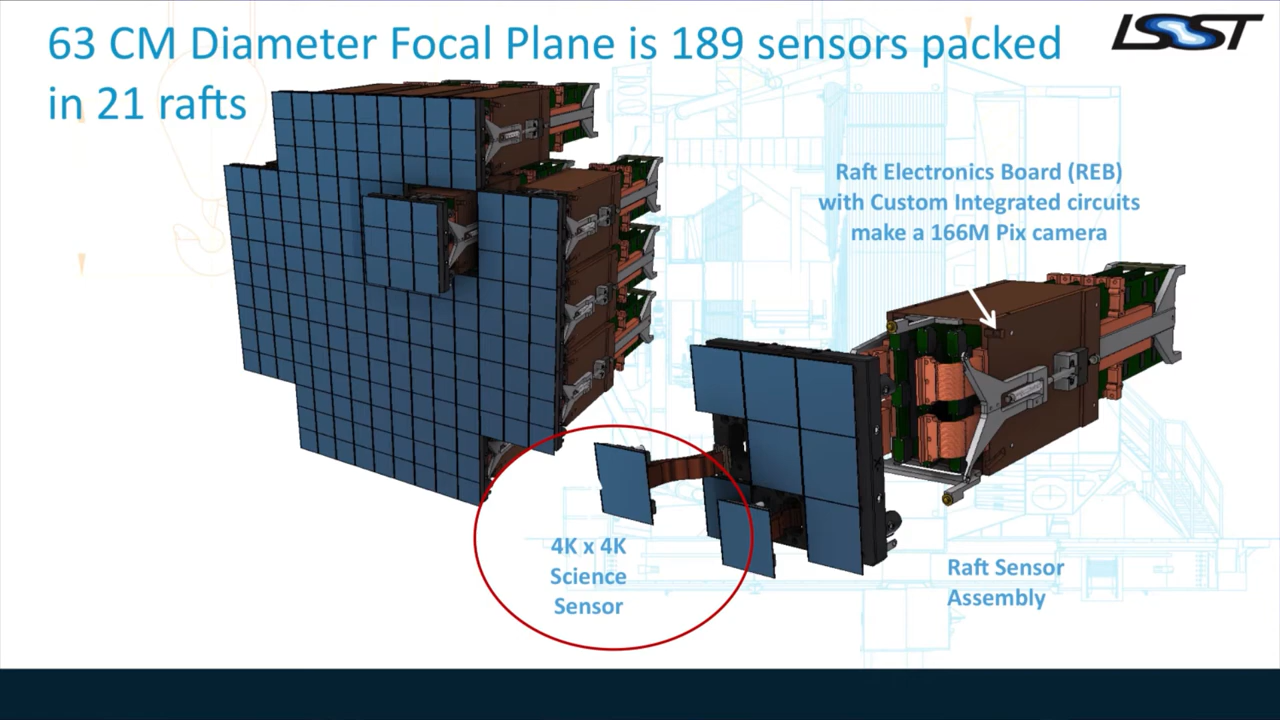 63 CM Diameter Focal Plane is 189 sensors packed
in 21 rafts
LSST
Raft Electronics Board (REB)
with Custom Integrated circuits
make a 166M Pix camera
4K x 4K
Science
Sensor
Raft Sensor
Assembly